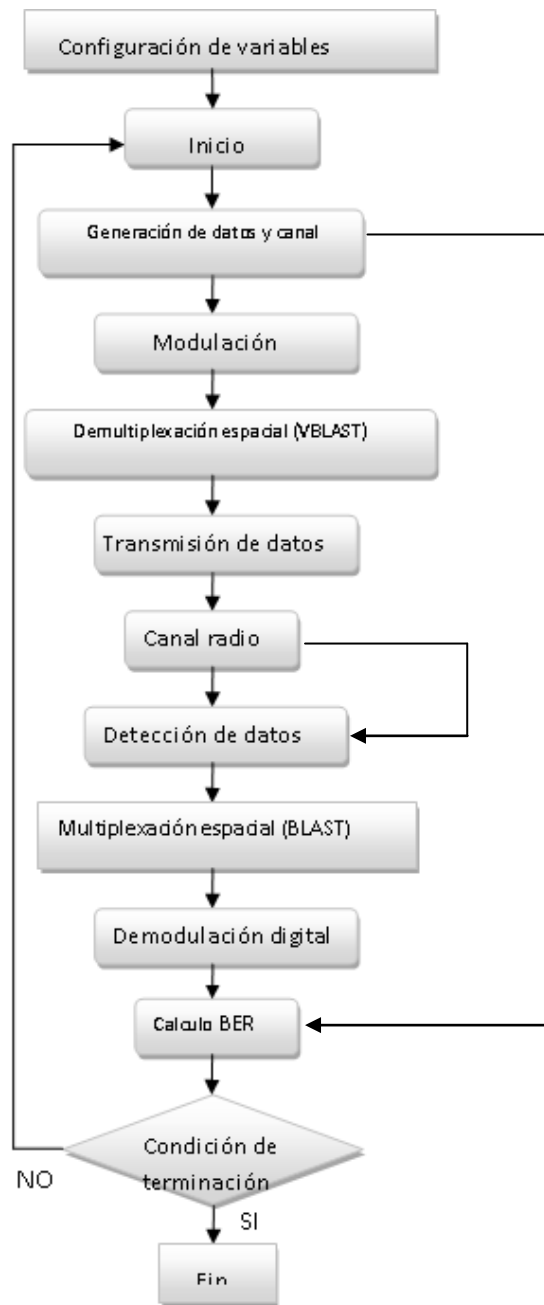 Configuración de variables
Inicio
Generación de datos y canal
Modulación
Demultiplexación espacial (VBLAST)
Transmisión de datos
Canal radio
Detección de datos
Multiplexación espacial (BLAST)
Demodulación digital
Calculo BER
Condición de
terminación
NO
SI
Fin